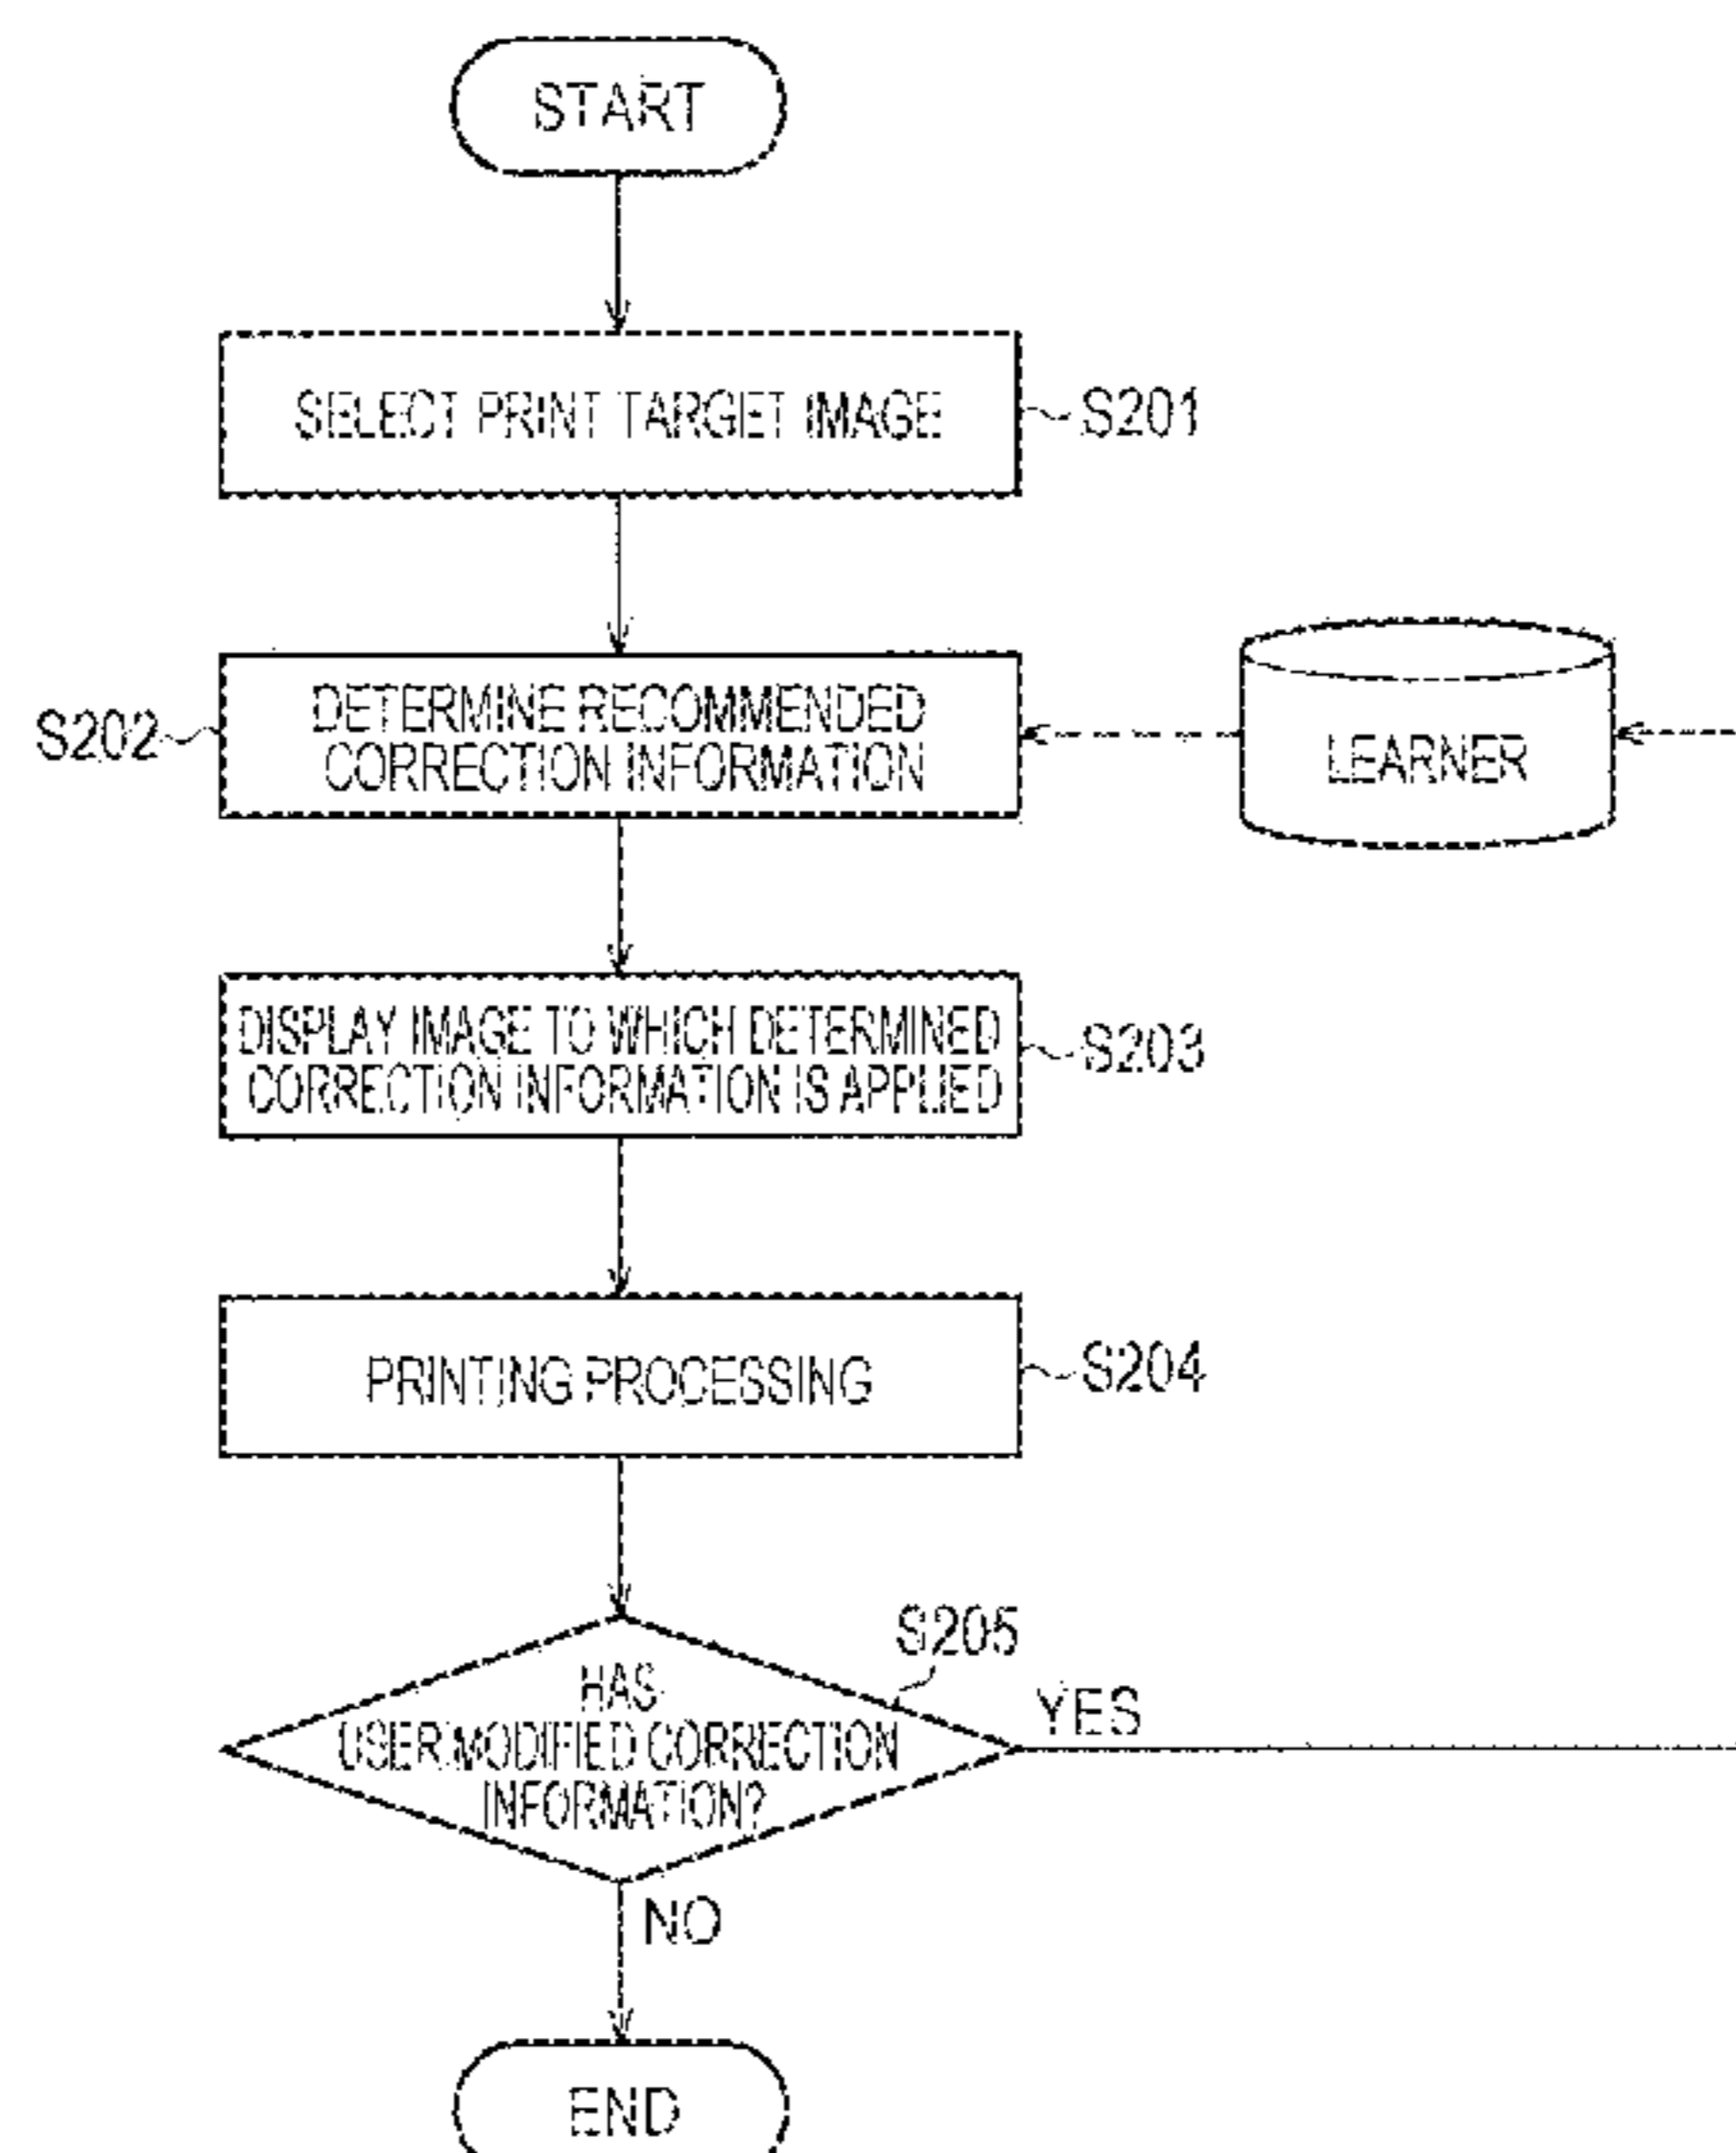 START
SELECT PRINT TARGET IMAGE
S201
S202
DETERMINE RECOMMENDED
CORRECTION INFORMATION
LEARNER
DISPLAY IMAGE TO WHICH DETERMINED
CORRECTION INFORMATION IS APPLIED
S203
PRINTING PROCESSING
S204
S205
HAS
USER MODIFIED CORRECTION
INFORMATION?
YES
NO
END